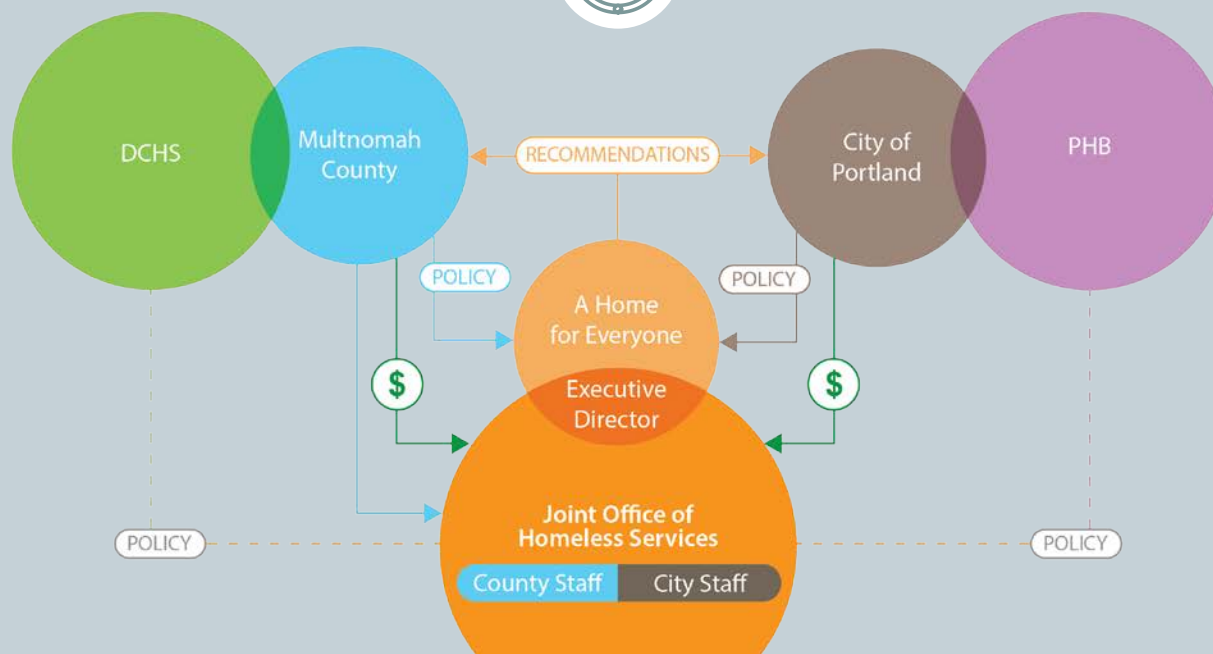 DCHS
Multnomah
County
RECOMMENDATIONS
City of
Portland
PHB
POLICY
POLICY
A Home
for Everyone
$
$
Executive
Director
Joint Office of
Homeless Services
POLICY
POLICY
County Staff
City Staff